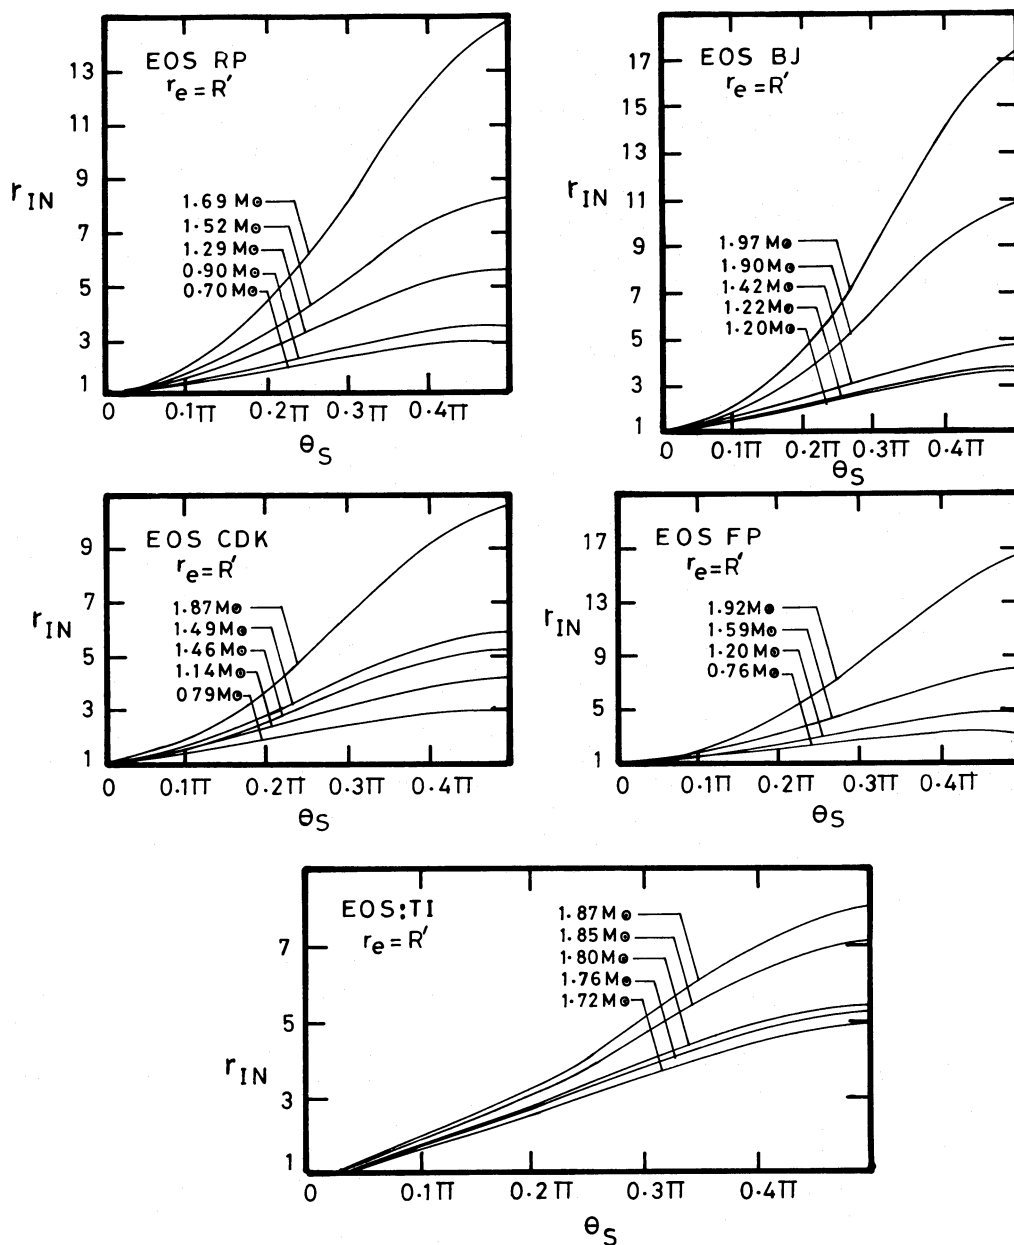 EOS RP
r_e = R'
13
11
9
7
5
3
1
r_IN
1.69 M⊙
1.52 M⊙
1.29 M⊙
0.90 M⊙
0.70 M⊙
0 0.1π 0.2π 0.3π 0.4π
θ_S
EOS BJ
r_e = R'
17
15
13
11
9
7
5
3
1
1.97 M⊙
1.90 M⊙
1.42 M⊙
1.22 M⊙
1.20 M⊙
0 0.1π 0.2π 0.3π 0.4π
θ_S
EOS CDK
r_e = R'
9
7
5
3
1
r_IN
1.87 M⊙
1.49 M⊙
1.46 M⊙
1.14 M⊙
0.79 M⊙
0 0.1π 0.2π 0.3π 0.4π
θ_S
EOS FP
r_e = R'
17
13
9
5
1
r_IN
1.92 M⊙
1.59 M⊙
1.20 M⊙
0.76 M⊙
0 0.1π 0.2π 0.3π 0.4π
θ_S
EOS:TI
r_e = R'
7
5
3
1
r_IN
1.87 M⊙
1.85 M⊙
1.80 M⊙
1.76 M⊙
1.72 M⊙
0 0.1π 0.2π 0.3π 0.4π
θ_S